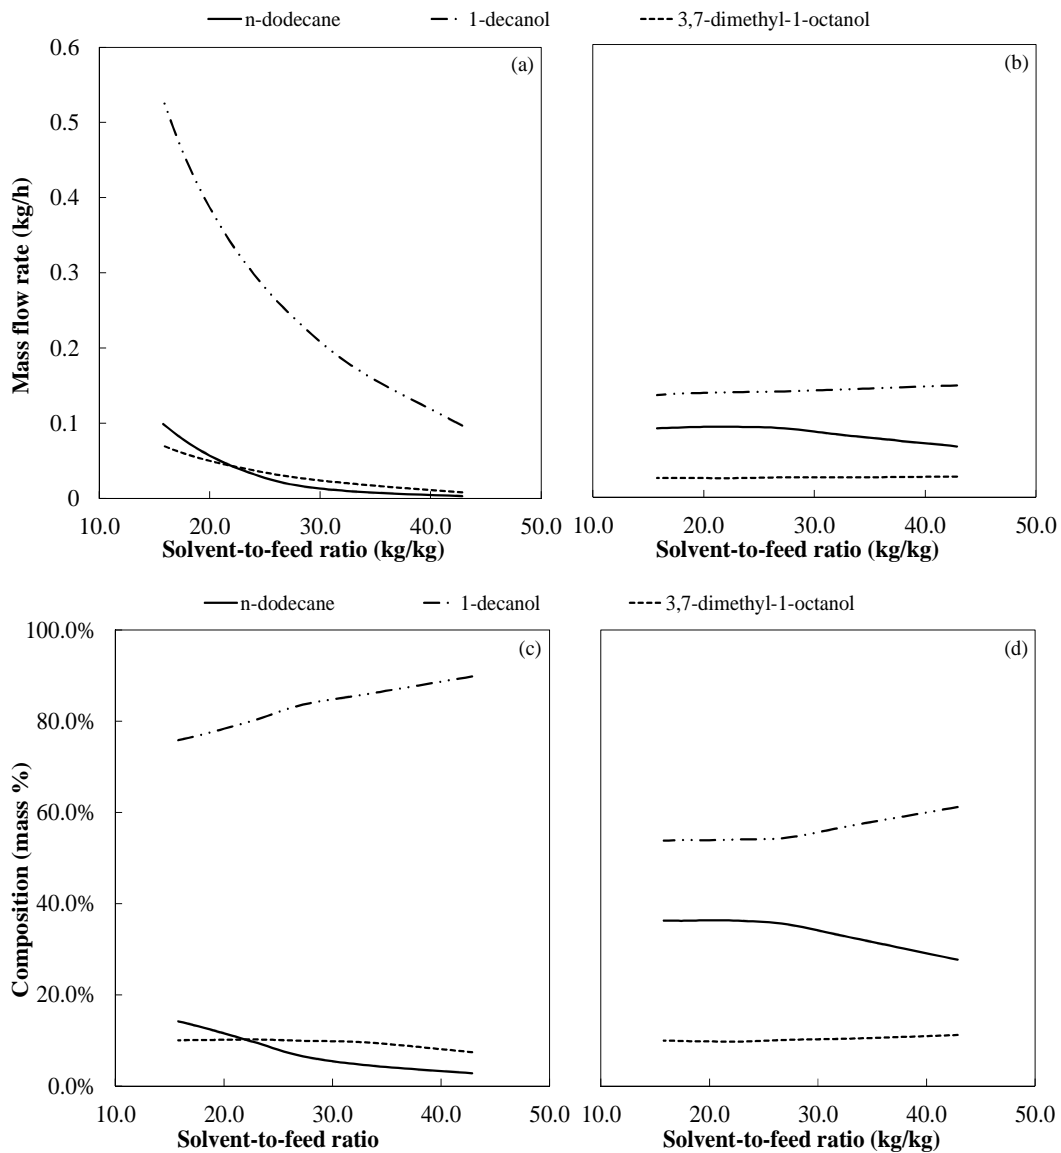 n-dodecane 1-decanol 3,7-dimethyl-1-octanol
0.6
0.5
0.4
0.3
0.2
0.1
0
Mass flow rate (kg/h)
(a)
10.0 20.0 30.0 40.0 50.0
Solvent-to-feed ratio (kg/kg)
(b)
10.0 20.0 30.0 40.0 50.0
Solvent-to-feed ratio (kg/kg)
n-dodecane 1-decanol 3,7-dimethyl-1-octanol
100.0%
80.0%
60.0%
40.0%
20.0%
0.0%
Composition (mass %)
(c)
10.0 20.0 30.0 40.0 50.0
Solvent-to-feed ratio
(d)
10.0 20.0 30.0 40.0 50.0
Solvent-to-feed ratio (kg/kg)